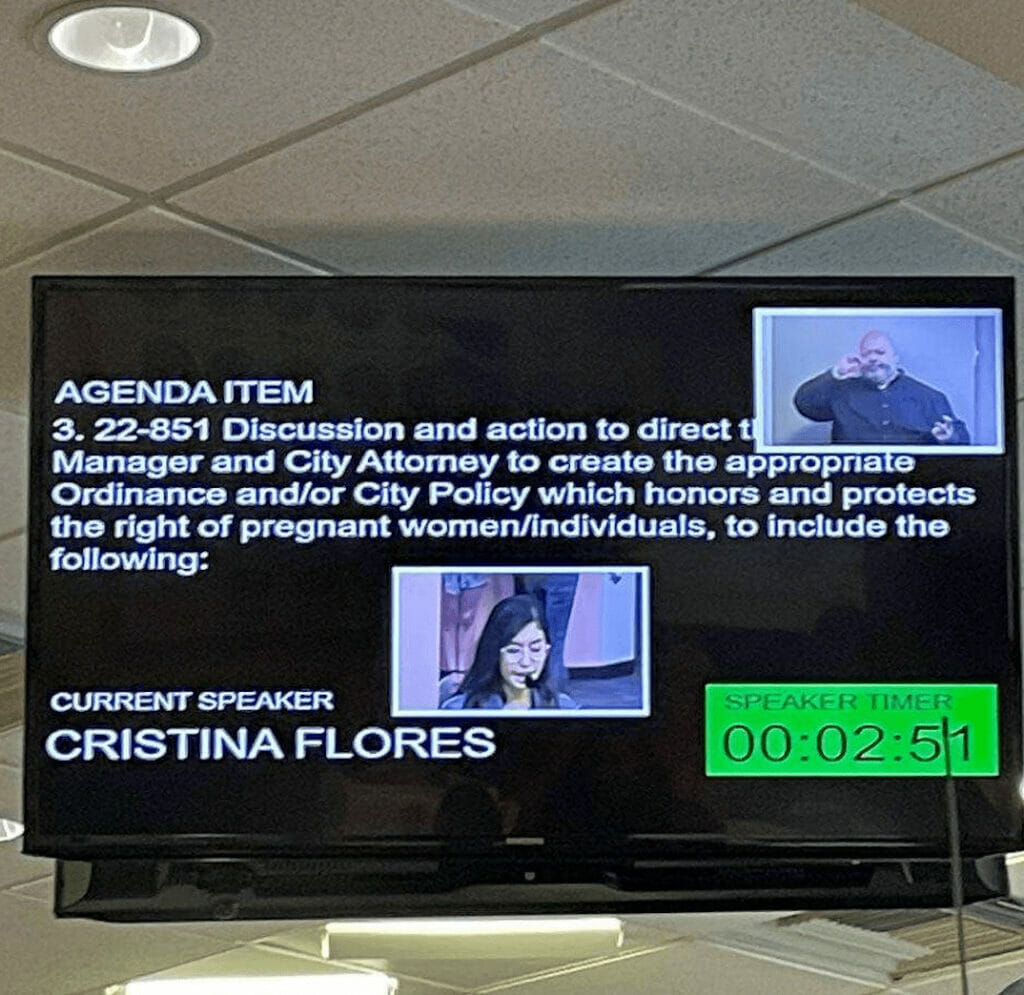 AGENDA ITEM
3. 22-851 Discussion and action to direct
Manager and City Attorney to create the appropriate
Ordinance and/or City Policy which honors and protects
the right of pregnant women/individuals, to include the
following:
CURRENT SPEAKER
CRISTINA FLORES
SPEAKER TIMER
00:02:51